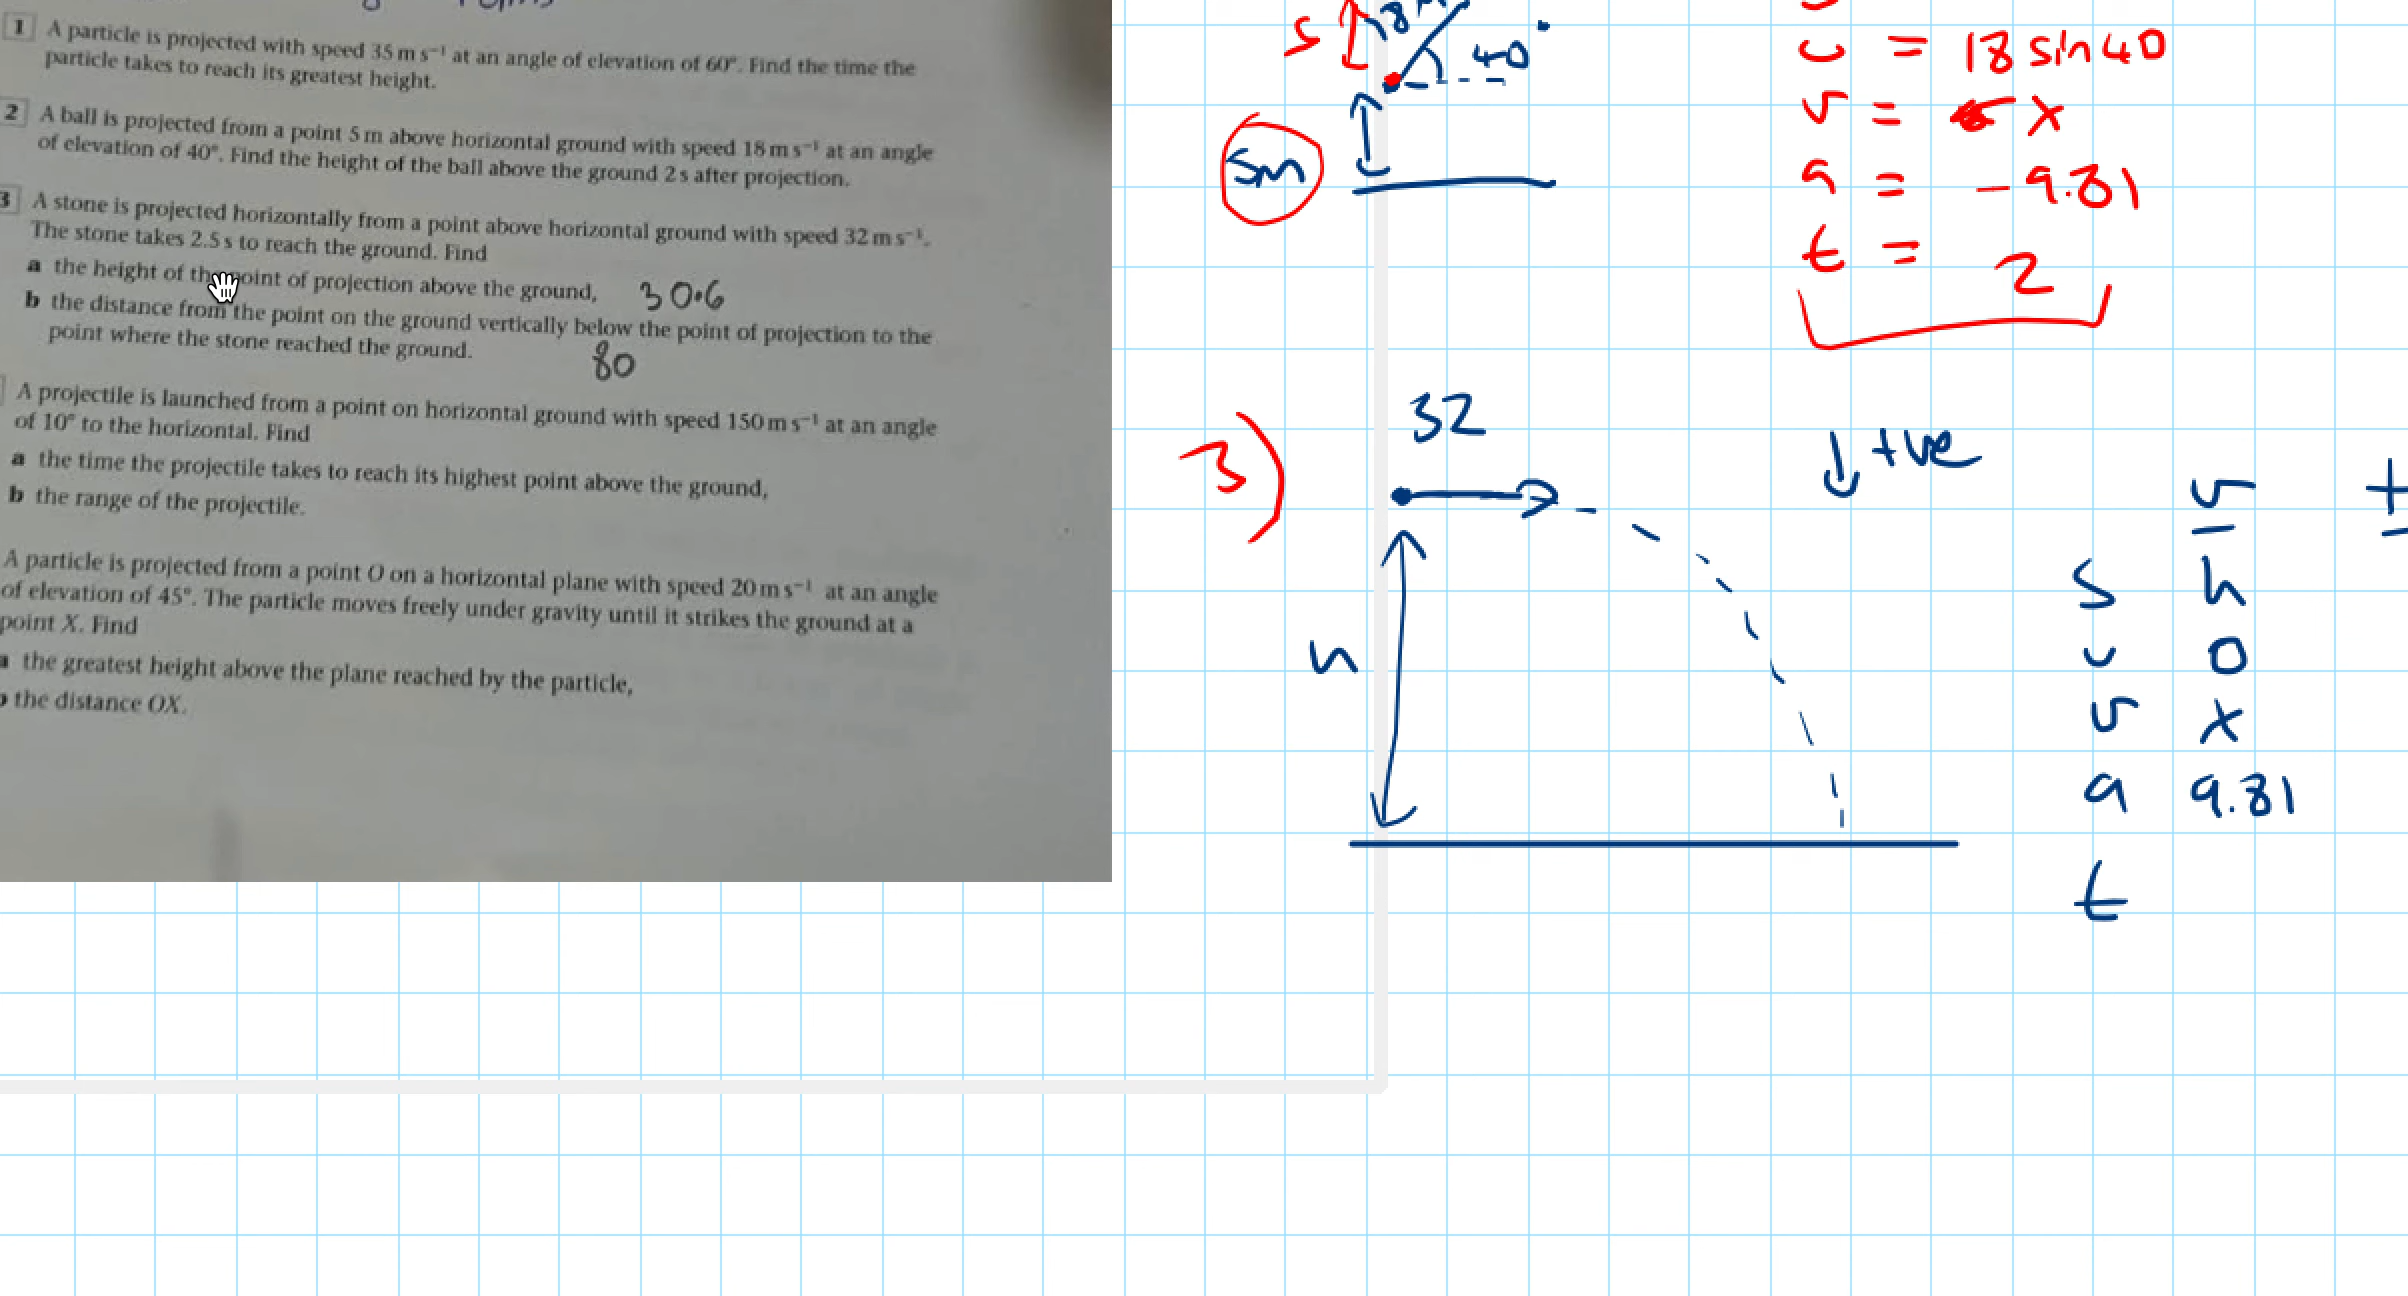 1 A particle is projected with speed 35 m s⁻¹ at an angle of elevation of 60°. Find the time the
particle takes to reach its greatest height.
2 A ball is projected from a point 5 m above horizontal ground with speed 18 m s⁻¹ at an angle
of elevation of 40°. Find the height of the ball above the ground 2 s after projection.
3 A stone is projected horizontally from a point above horizontal ground with speed 32 m s⁻¹.
The stone takes 2.5 s to reach the ground. Find
a the height of the point of projection above the ground, 30.6
b the distance from the point on the ground vertically below the point of projection to the
point where the stone reached the ground.
80
A projectile is launched from a point on horizontal ground with speed 150 m s⁻¹ at an angle
of 10° to the horizontal. Find
a the time the projectile takes to reach its highest point above the ground,
b the range of the projectile.
A particle is projected from a point O on a horizontal plane with speed 20 m s⁻¹ at an angle
of elevation of 45°. The particle moves freely under gravity until it strikes the ground at a
point X. Find
a the greatest height above the plane reached by the particle,
the distance OX.
s 18
40°
5m
u = 18 sin40
v = x
a = -9.81
t = 2
3)
32
↓ +ve
h
v
s h
u 0
v x
a 9.81
t